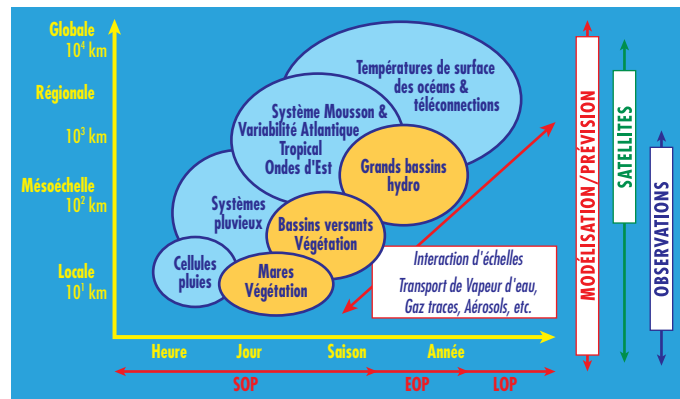 Globale
10⁴ km
Régionale
10³ km
Mésoéchelle
10² km
Locale
10¹ km
Températures de surface
des océans &
téléconnections
Système Mousson &
Variabilité Atlantique
Tropical
Ondes d'Est
Grands bassins
hydro
Systèmes
pluvieux
Bassins versants
Végétation
Cellules
pluies
Mares
Végétation
Interaction d'échelles
Transport de Vapeur d'eau,
Gaz traces, Aérosols, etc.
Heure Jour Saison Année
SOP EOP LOP
MODÉLISATION/PRÉVISION
SATELLITES
OBSERVATIONS